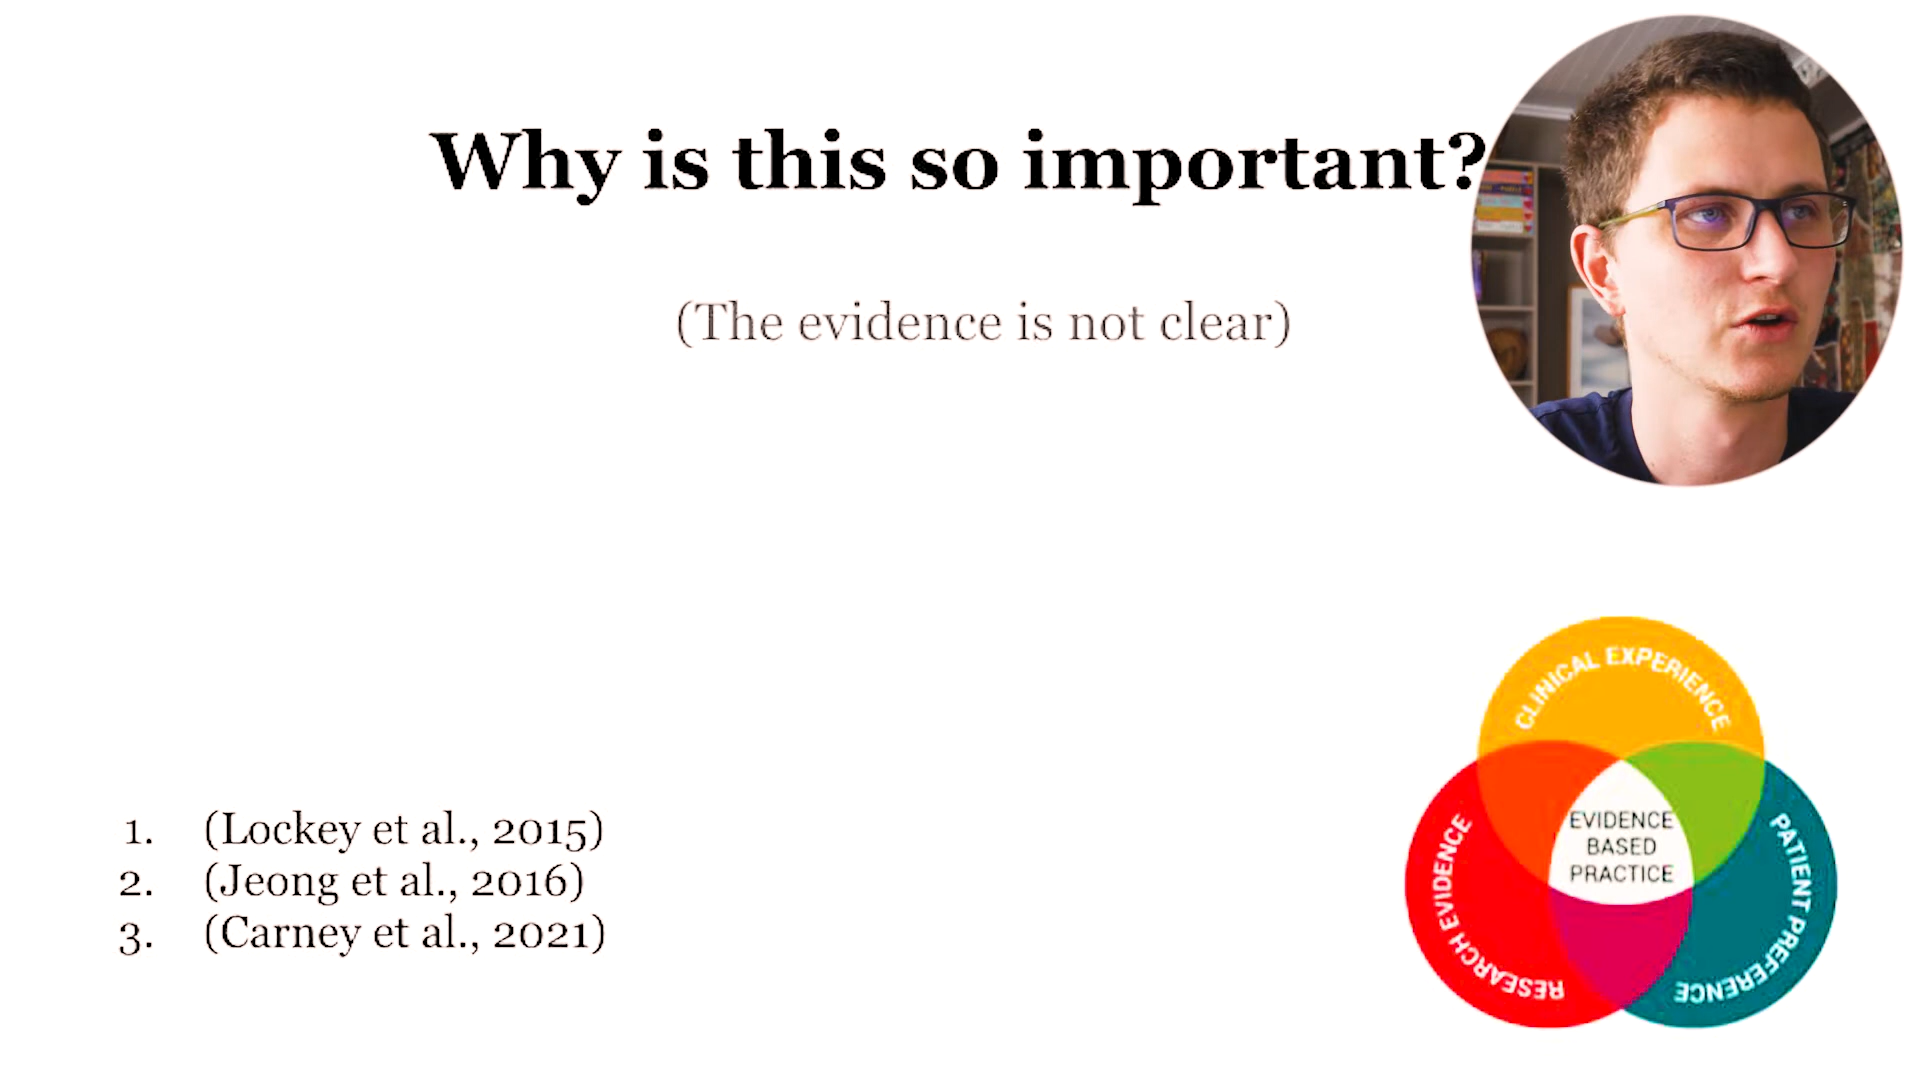 Why is this so important?
(The evidence is not clear)
1. (Lockey et al., 2015)
2. (Jeong et al., 2016)
3. (Carney et al., 2021)
CLINICAL EXPERIENCE
EVIDENCE
BASED
PRACTICE
RESEARCH EVIDENCE
PATIENT PREFERENCE